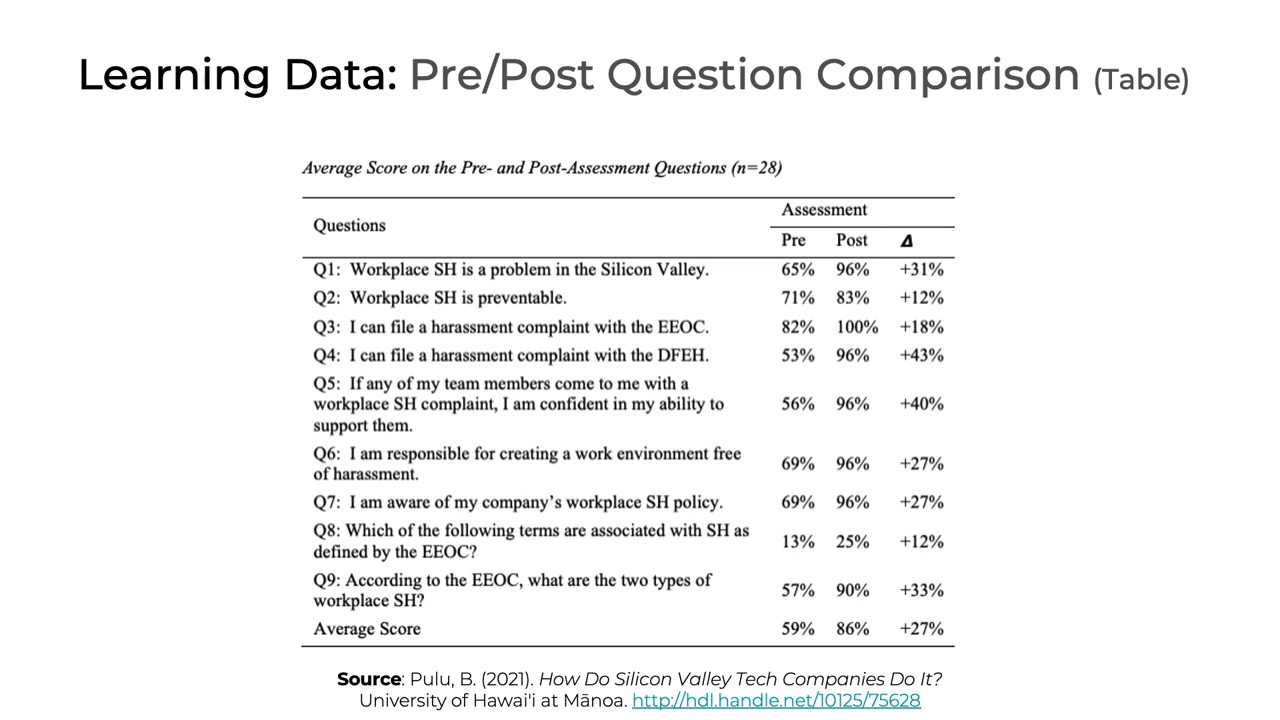 Learning Data: Pre/Post Question Comparison (Table)
Average Score on the Pre- and Post-Assessment Questions (n=28)
Assessment
Questions
Pre Post Δ
Q1: Workplace SH is a problem in the Silicon Valley. 65% 96% +31%
Q2: Workplace SH is preventable. 71% 83% +12%
Q3: I can file a harassment complaint with the EEOC. 82% 100% +18%
Q4: I can file a harassment complaint with the DFEH. 53% 96% +43%
Q5: If any of my team members come to me with a
workplace SH complaint, I am confident in my ability to 56% 96% +40%
support them.
Q6: I am responsible for creating a work environment free
of harassment. 69% 96% +27%
Q7: I am aware of my company's workplace SH policy. 69% 96% +27%
Q8: Which of the following terms are associated with SH as
defined by the EEOC? 13% 25% +12%
Q9: According to the EEOC, what are the two types of
workplace SH? 57% 90% +33%
Average Score 59% 86% +27%
Source: Pulu, B. (2021). How Do Silicon Valley Tech Companies Do It?
University of Hawai'i at Mānoa. http://hdl.handle.net/10125/75628